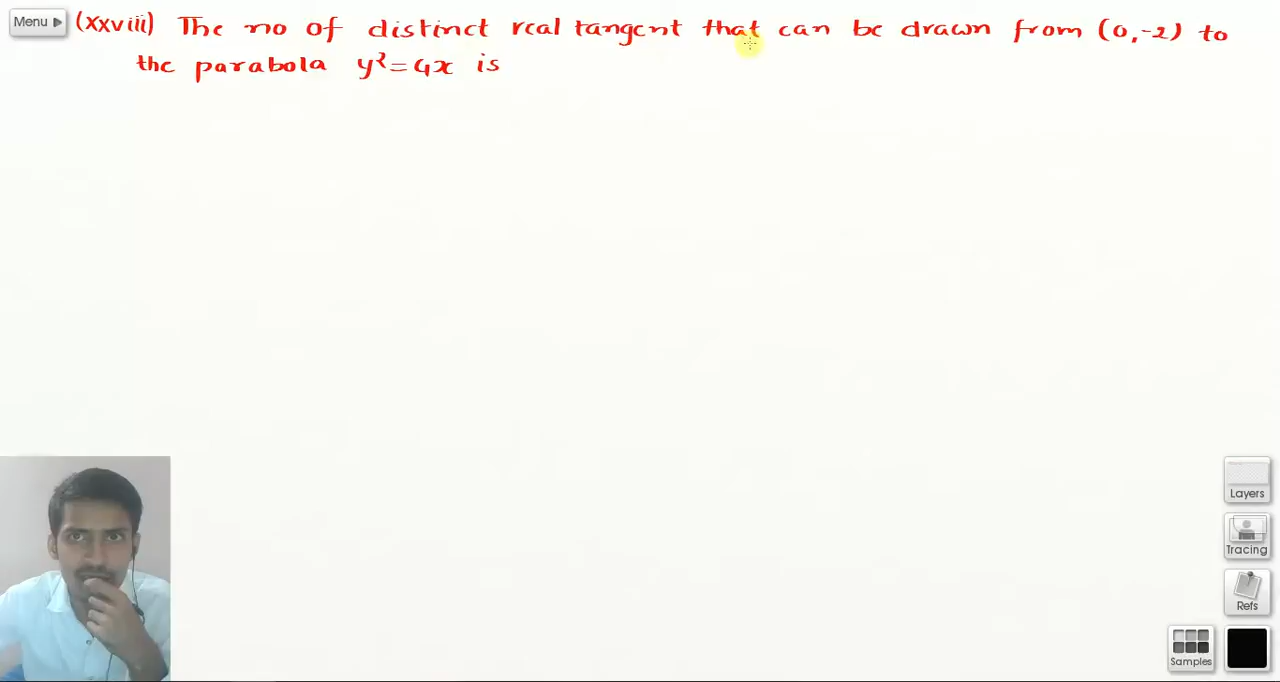 Menu
(xxviii) The no of distinct real tangent that can be drawn from (0,-2) to
the parabola y²=4x is
Layers
Tracing
Refs
Samples